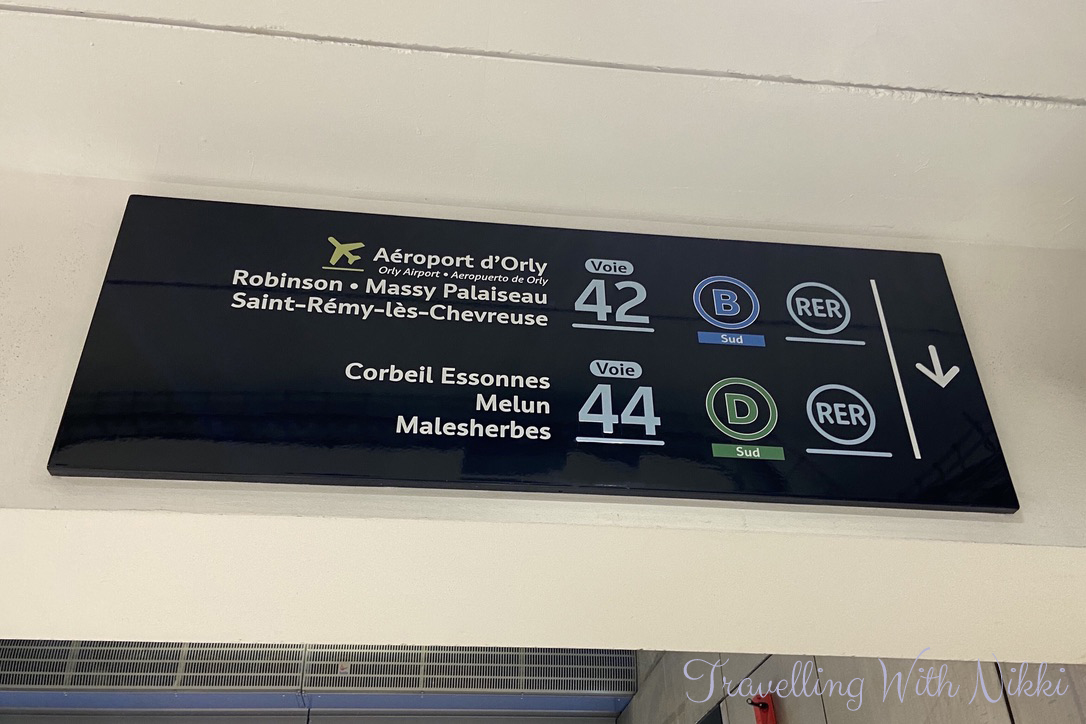 Aéroport d'Orly
Orly Airport • Aeropuerto de Orly
Robinson • Massy Palaiseau
Saint-Rémy-lès-Chevreuse
Voie
42
B
Sud
RER
Corbeil Essonnes
Melun
Malesherbes
Voie
44
D
Sud
RER
Travelling With Nikki